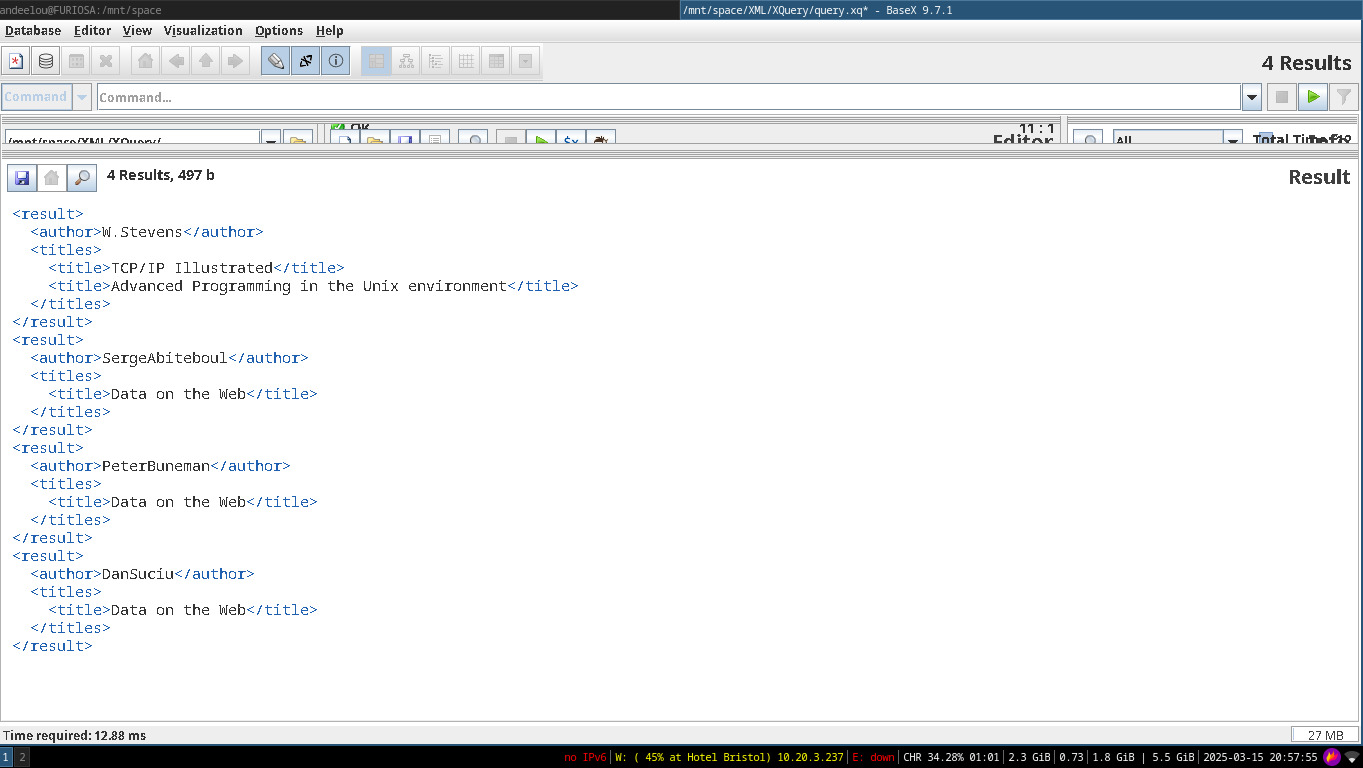 andeelou@FURIOSA:/mnt/space /mnt/space/XML/XQuery/query.xq* - BaseX 9.7.1
Database Editor View Visualization Options Help
4 Results
Command Command...
/mnt/space/XML/XQuery/ OK 11 : 1 Editor All Total Time
4 Results, 497 b Result
<result>
<author>W.Stevens</author>
<titles>
<title>TCP/IP Illustrated</title>
<title>Advanced Programming in the Unix environment</title>
</titles>
</result>
<result>
<author>SergeAbiteboul</author>
<titles>
<title>Data on the Web</title>
</titles>
</result>
<result>
<author>PeterBuneman</author>
<titles>
<title>Data on the Web</title>
</titles>
</result>
<result>
<author>DanSuciu</author>
<titles>
<title>Data on the Web</title>
</titles>
</result>
Time required: 12.88 ms 27 MB
1 2 no IPv6|W: ( 45% at Hotel Bristol) 10.20.3.237|E: down|CHR 34.28% 01:01|2.3 GiB|0.73|1.8 GiB | 5.5 GiB|2025-03-15 20:57:55